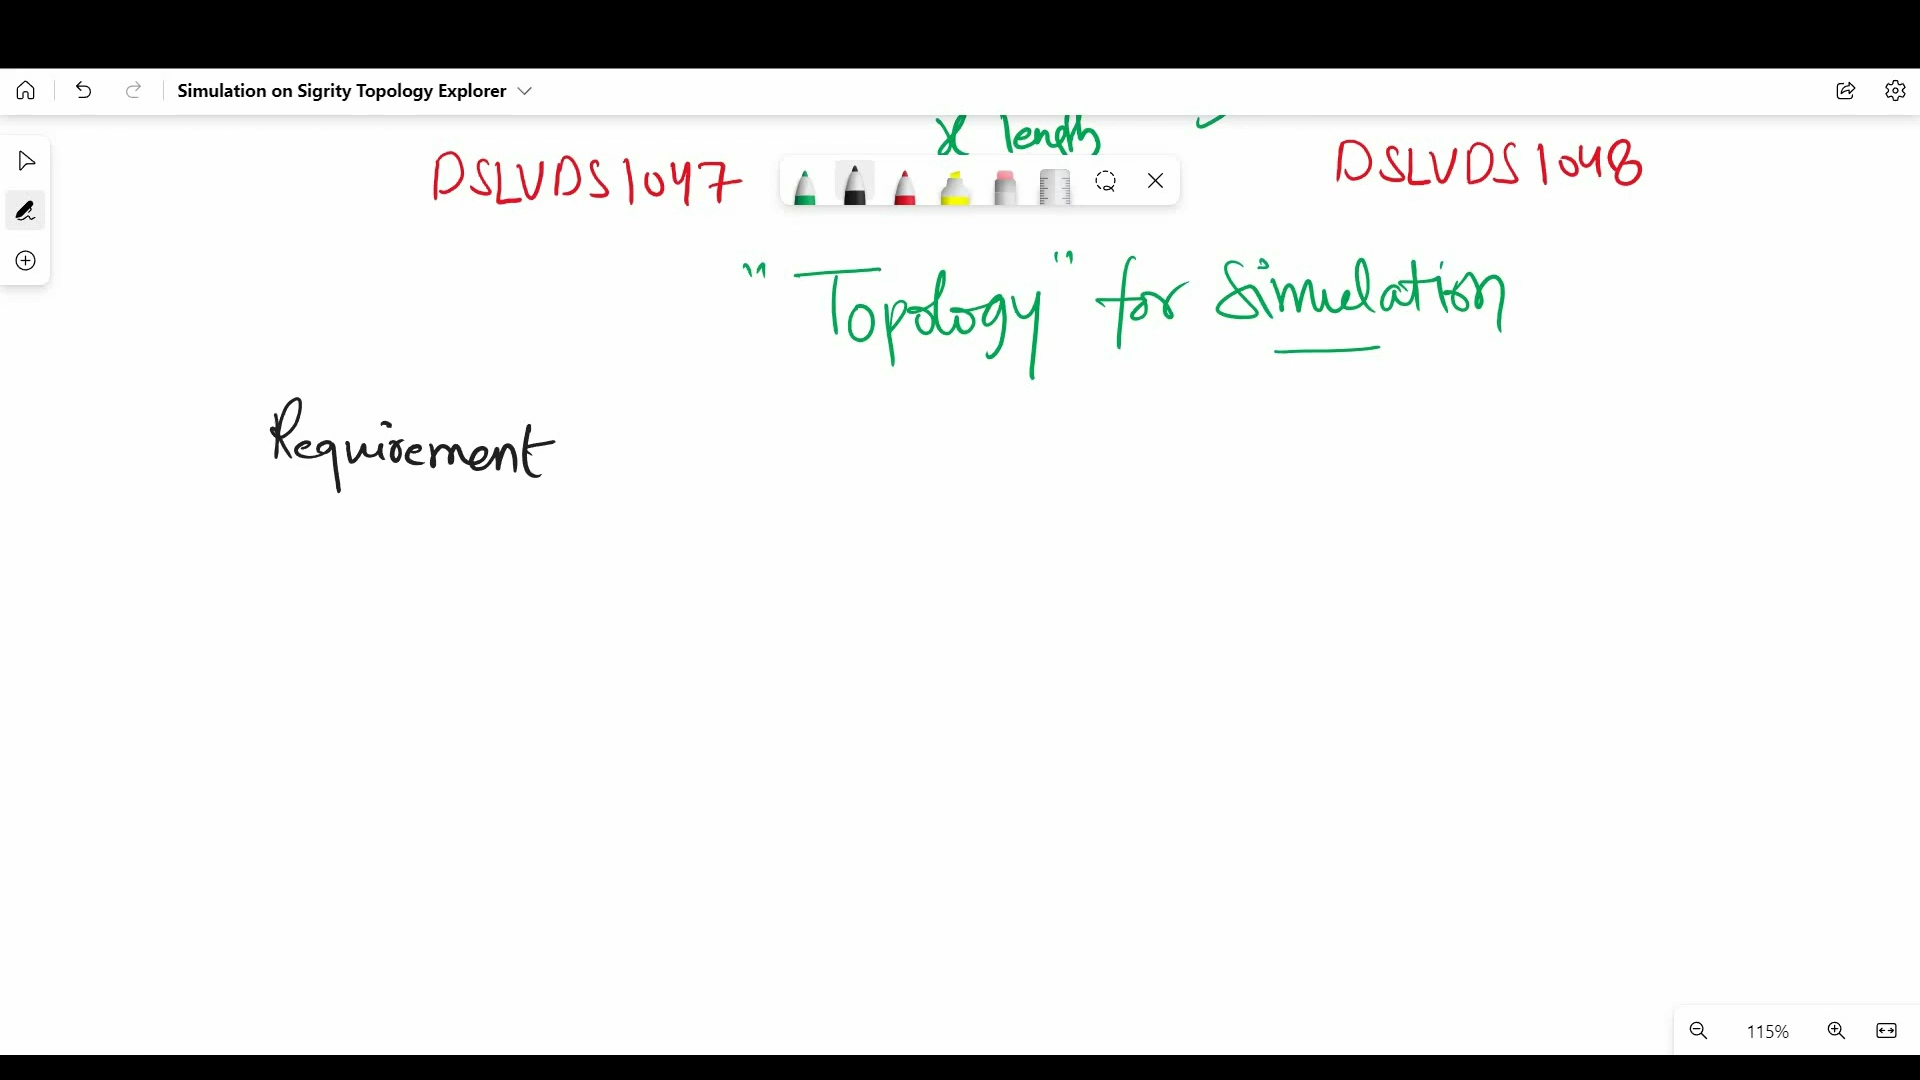 Simulation on Sigrity Topology Explorer
x length
DSLVDS1047
DSLVDS1048
"Topology" for Simulation
Requirement
115%